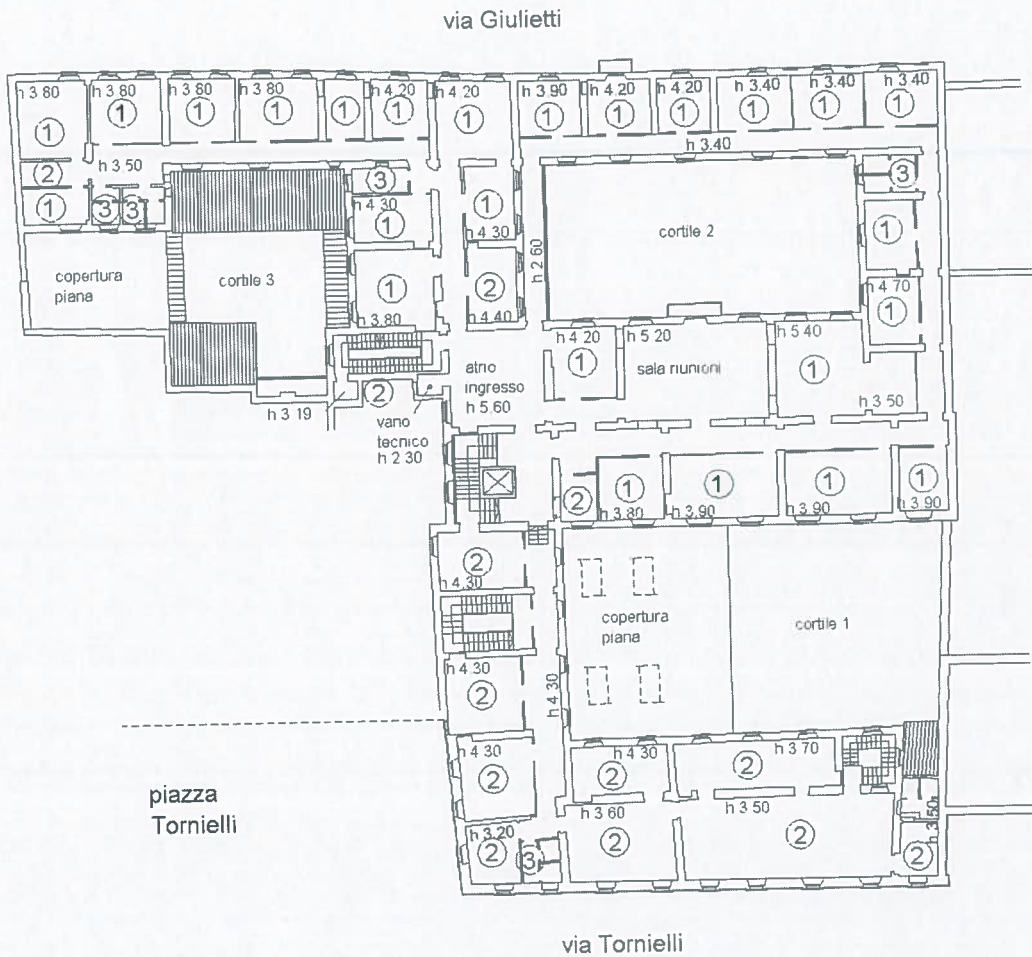 via Giulietti
h 3.80 h 3.80 h 3.80 h 3.80 h 4.20 h 4.20 h 3.90 h 4.20 h 4.20 h 3.40 h 3.40 h 3.40
1 1 1 1 1 1 1 1 1 1 1 1 1
h 3.40
h 3.50
2 3 3
1 3 3
h 4.30
1 1 cortile 2 1
h 4.30
copertura
piana
cortile 3
h 2.60
1 2
h 4.70
1
h 3.80 h 4.40
h 4.20 h 5.20 h 5.40
atrio
ingresso
h 5.60
1 sala riunioni 1
2
h 3.50
h 3.19
vano
tecnico
h 2.30
2 1 1 1 1
h 3.80 h 3.90 h 3.90 h 3.90
2
h 4.30
copertura
piana
cortile 1
h 4.30
2
h 4.30
h 4.30 h 4.30 h 3.70
2 2 2
piazza
Tornielli
h 3.60 h 3.50
h 3.50
h 3.20
2 3 2 2 2
via Tornielli